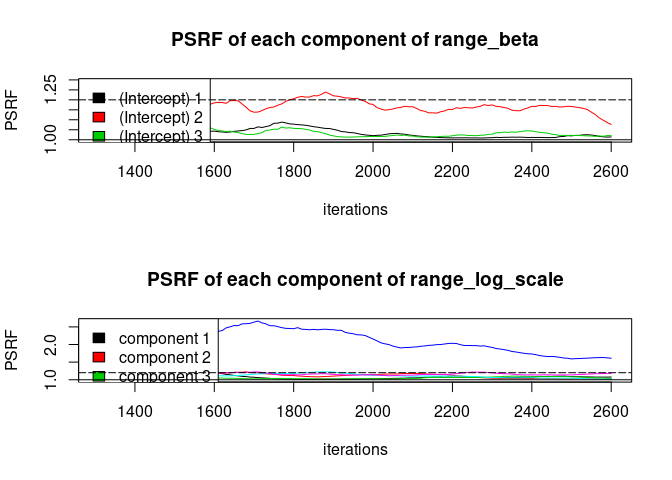 PSRF of each component of range_beta
PSRF
1.25
1.00
(Intercept) 1
(Intercept) 2
(Intercept) 3
1400 1600 1800 2000 2200 2400 2600
iterations
PSRF of each component of range_log_scale
PSRF
2.0
1.0
component 1
component 2
component 3
1400 1600 1800 2000 2200 2400 2600
iterations